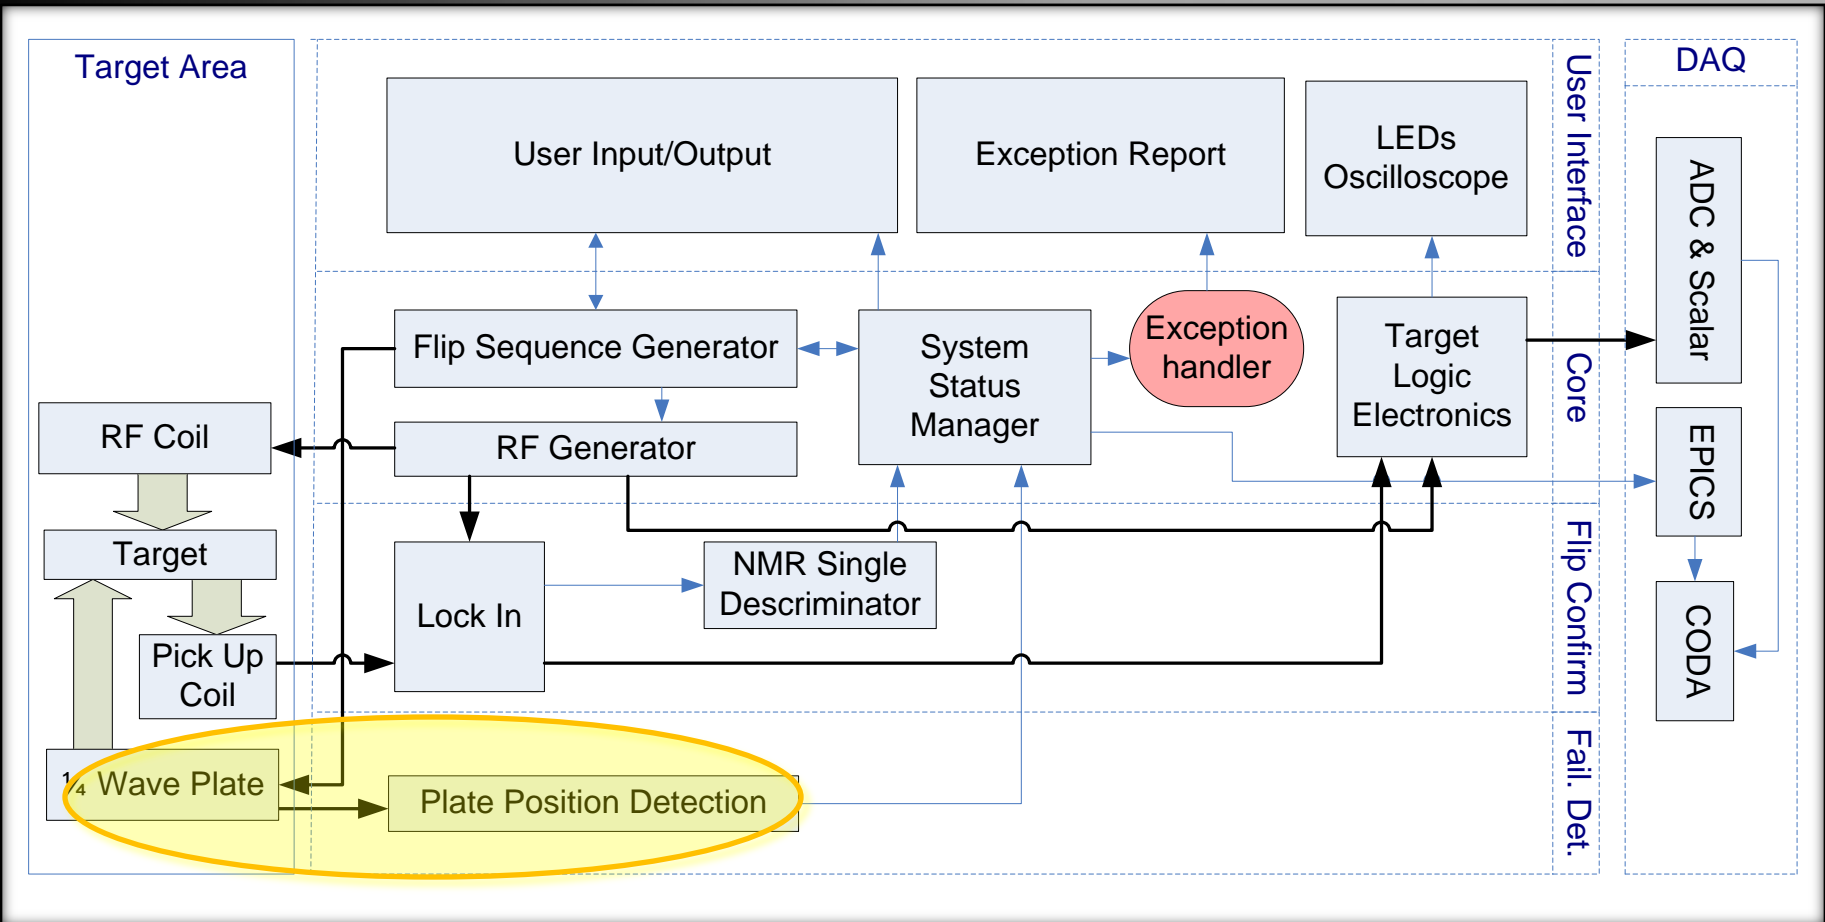 Target Area
User Input/Output
Exception Report
LEDs
Oscilloscope
User Interface
DAQ
ADC & Scalar
Flip Sequence Generator
System
Status
Manager
Exception
handler
Target
Logic
Electronics
Core
RF Coil
RF Generator
EPICS
Target
Lock In
NMR Single
Descriminator
Flip Confirm
CODA
Pick Up
Coil
¼ Wave Plate
Plate Position Detection
Fail. Det.